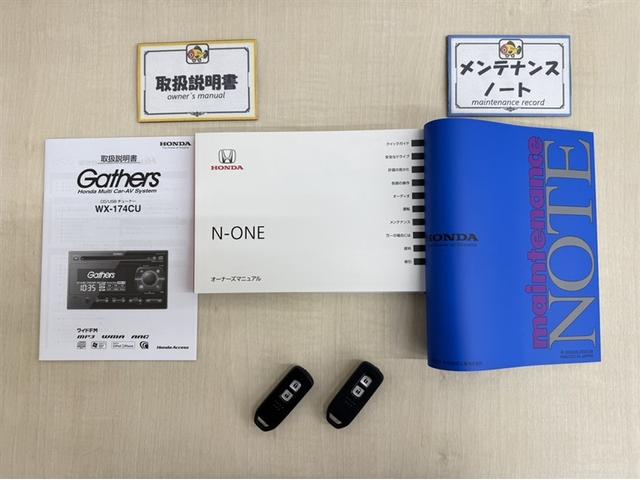 取扱説明書
owner's manual
メンテナンス
ノート
maintenance record
取扱説明書
HONDA
Gathers
Honda Multi Car-AV System
CD/USB チューナー
WX-174CU
Gathers
10:35
ワイドFM
MP3 WMA AAC
Honda Access
HONDA
N-ONE
オーナーズマニュアル
クイックガイド
安全なドライブ
計器の見かた
各部の操作
オーディオ
運転
メンテナンス
万一の場合には
資料
索引
HONDA
maintenance
NOTE